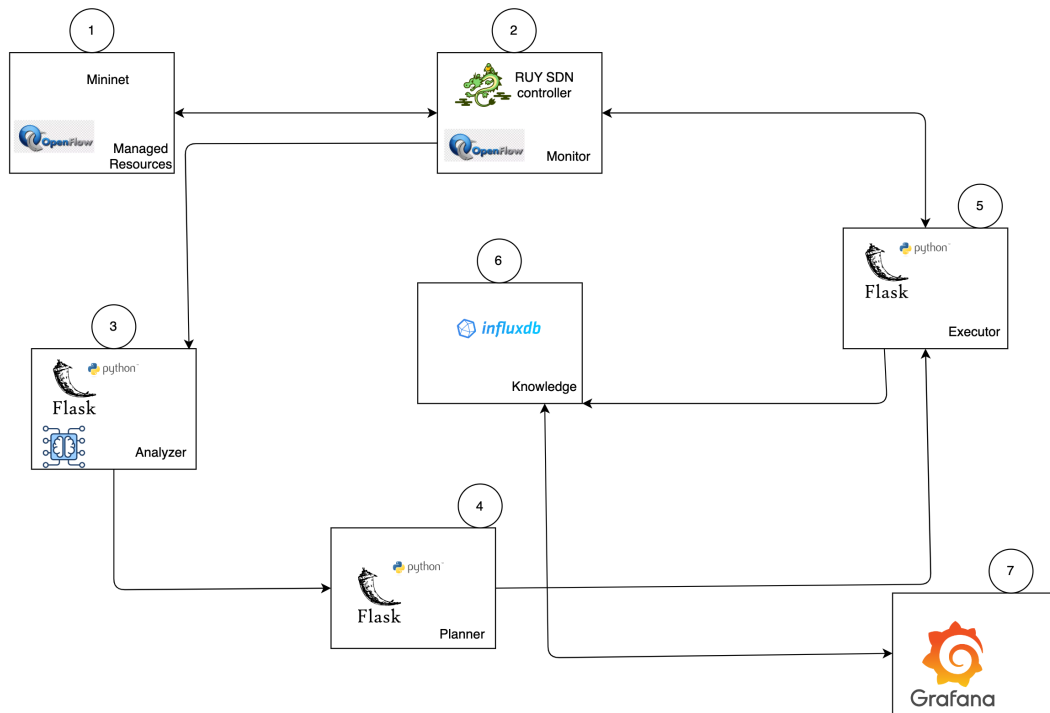 1
Mininet
OpenFlow
Managed
Resources
2
RUY SDN
controller
OpenFlow
Monitor
5
python
Flask
Executor
6
influxdb
Knowledge
3
python
Flask
Analyzer
4
python
Flask
Planner
7
Grafana